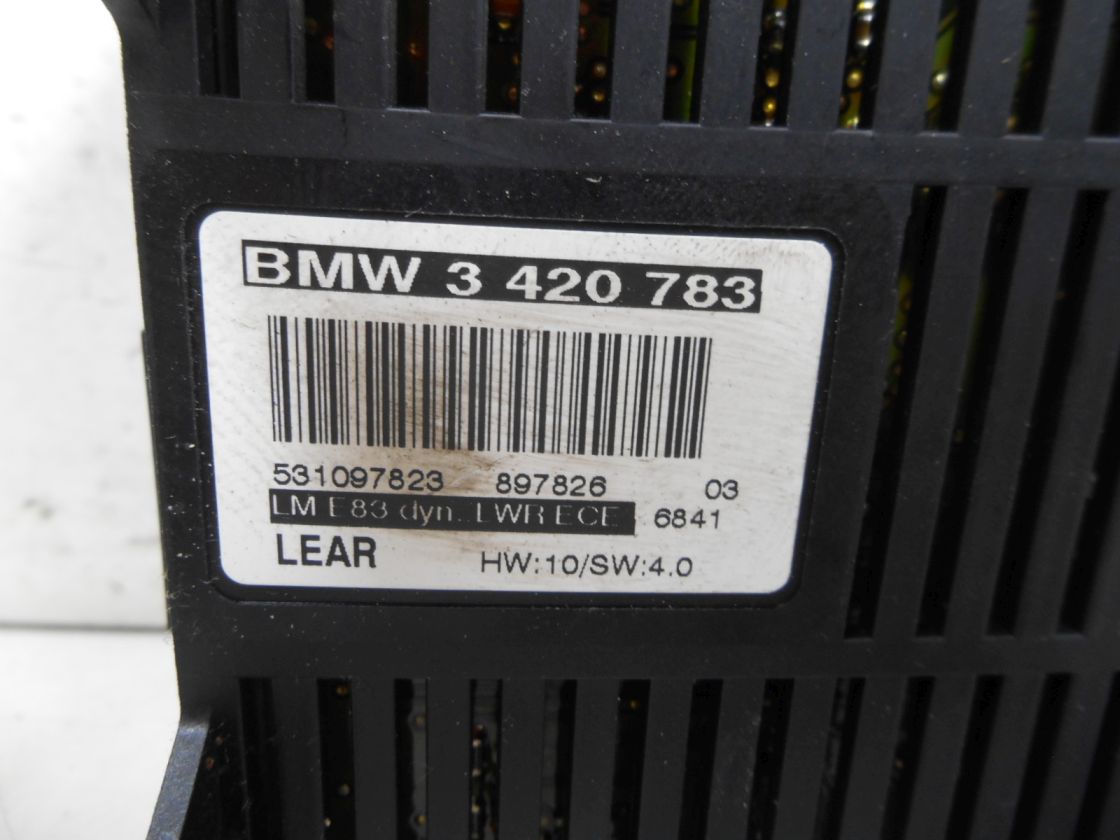 BMW 3 420 783
531097823 897826 03
LM E83 dyn. LWR ECE 6841
LEAR HW:10/SW:4.0